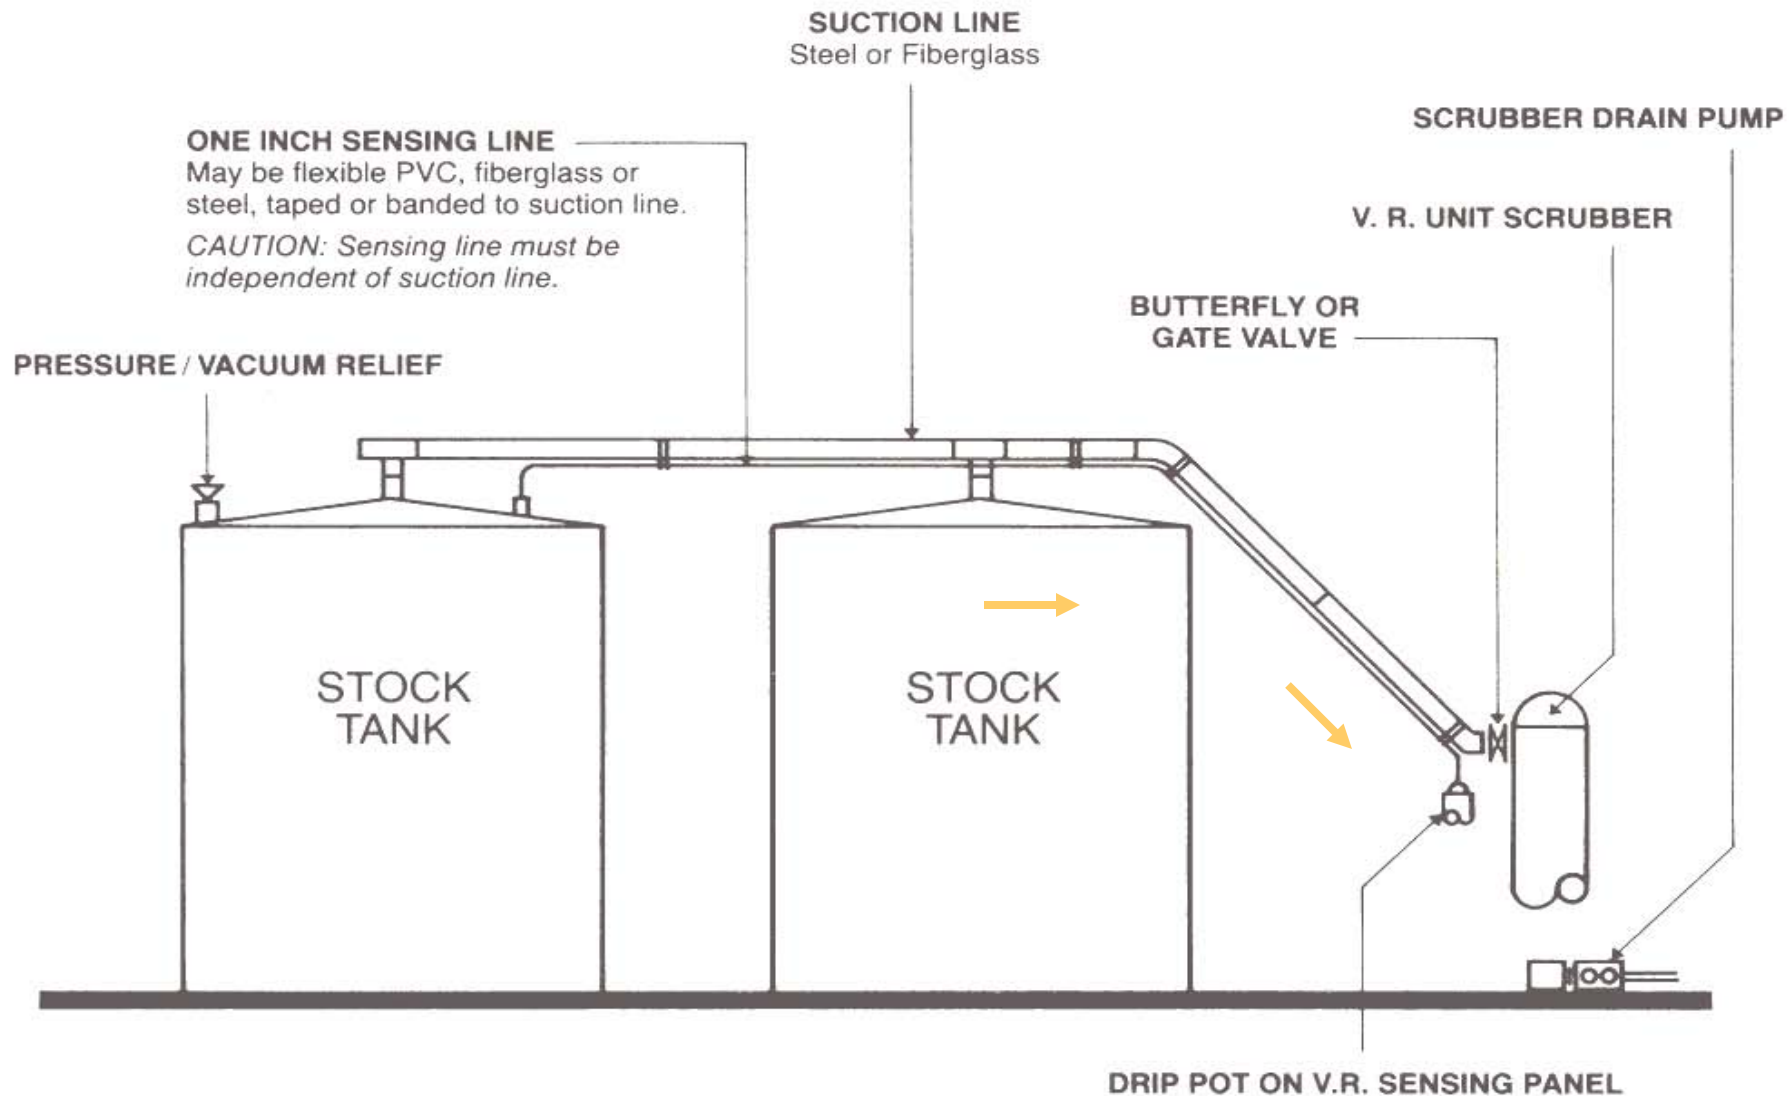 SUCTION LINE
Steel or Fiberglass
SCRUBBER DRAIN PUMP
ONE INCH SENSING LINE
May be flexible PVC, fiberglass or
steel, taped or banded to suction line.
CAUTION: Sensing line must be
independent of suction line.
V. R. UNIT SCRUBBER
BUTTERFLY OR
GATE VALVE
PRESSURE / VACUUM RELIEF
STOCK
TANK
STOCK
TANK
DRIP POT ON V.R. SENSING PANEL